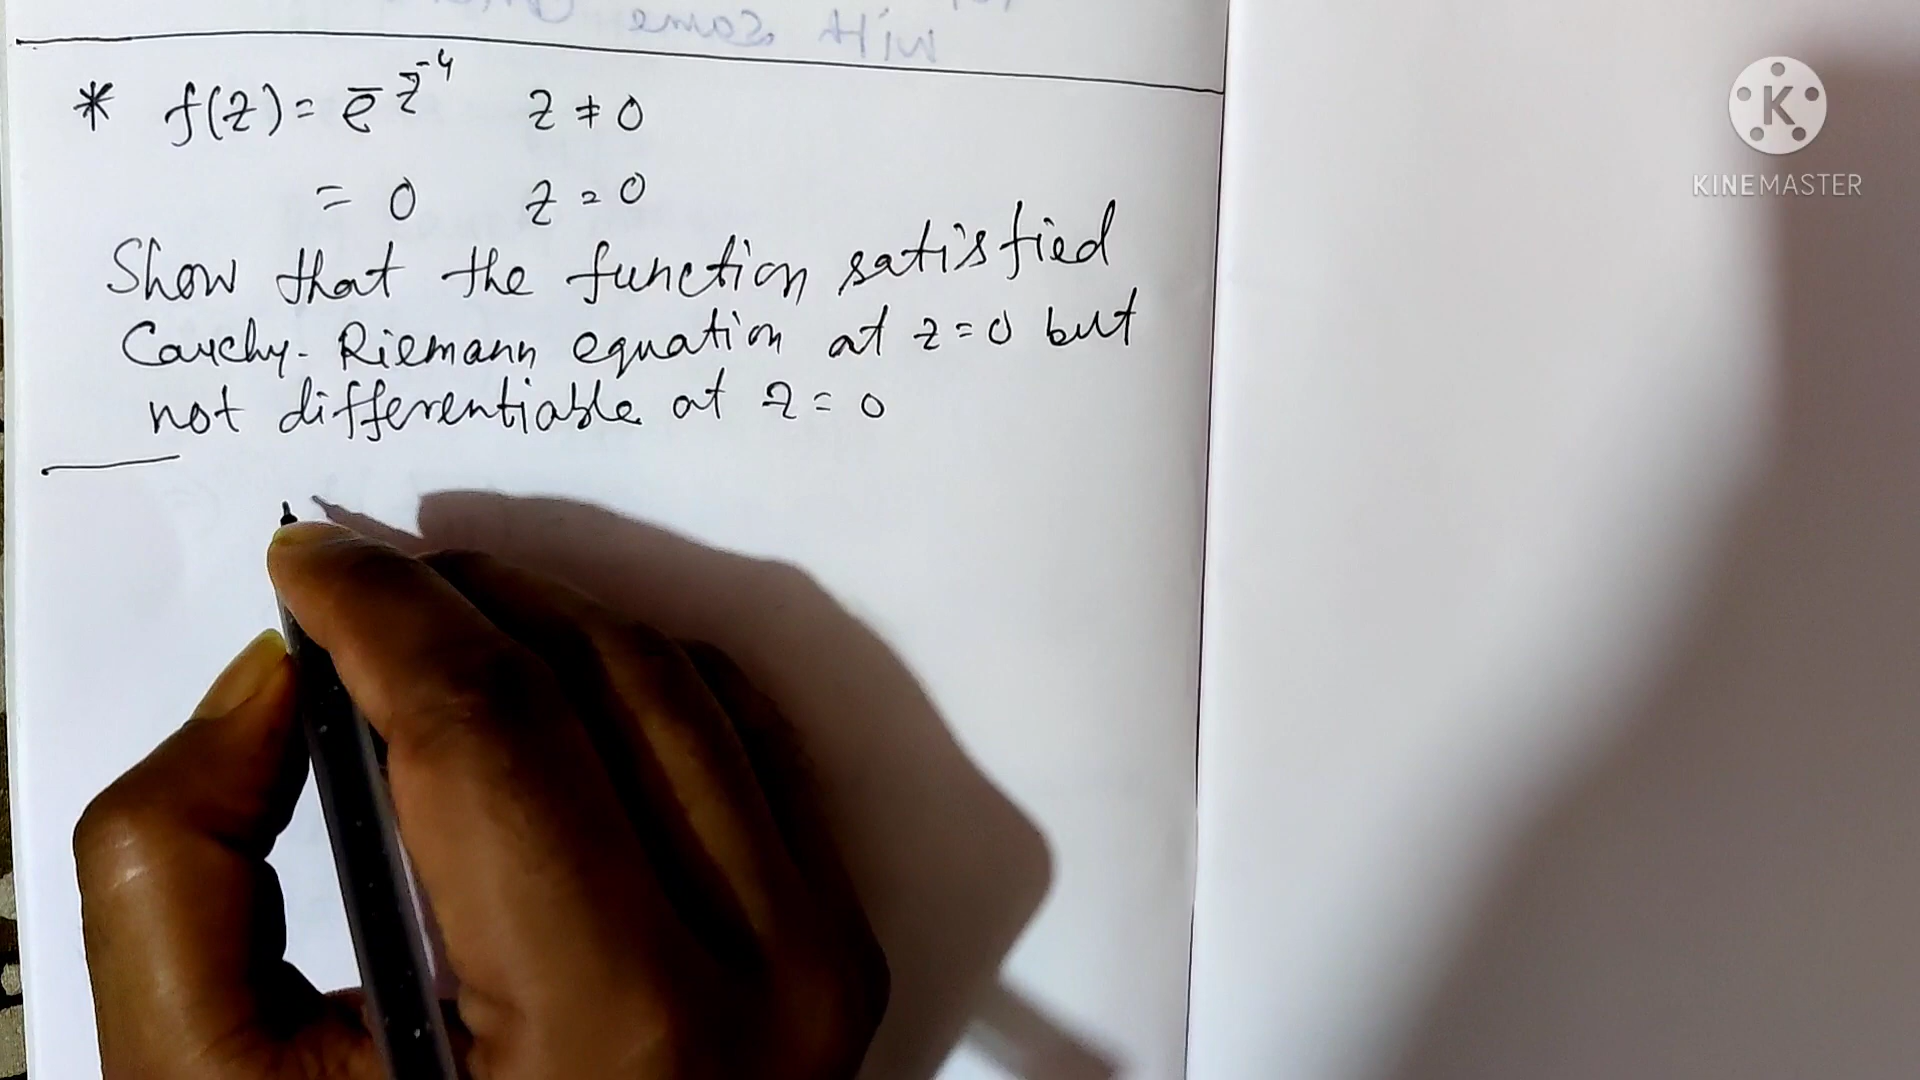 * f(z) = e^-z^-4 z ≠ 0
= 0 z = 0
Show that the function satisfied
Cauchy-Riemann equation at z=0 but
not differentiable at z = 0
K
KINEMASTER